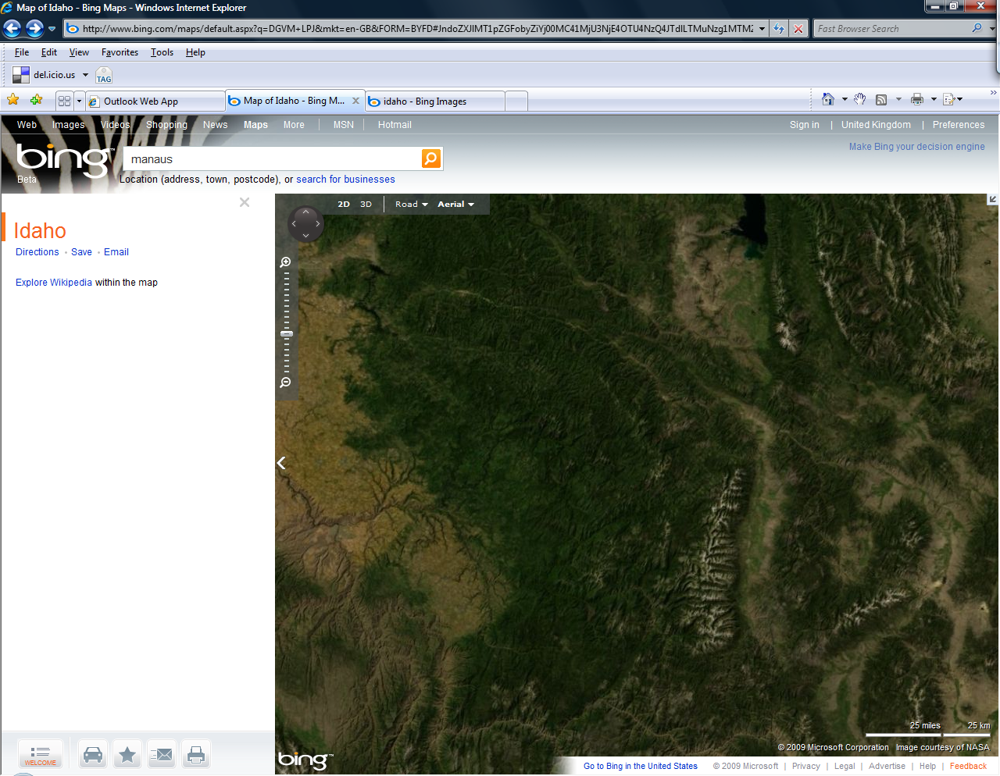 Map of Idaho - Bing Maps - Windows Internet Explorer
http://www.bing.com/maps/default.aspx?q=DGVM+LPJ&mkt=en-GB&FORM=BYFD#JndoZXJlMT1pZGFobyZiYj00MC41MjU3NjE4OTU4NzQ4JTdlLTMuNzg1MTM2
Fast Browser Search
File Edit View Favorites Tools Help
del.icio.us
TAG
Outlook Web App
Map of Idaho - Bing M...
idaho - Bing Images
Web Images Videos Shopping News Maps More | MSN | Hotmail
Sign in | United Kingdom | Preferences
Make Bing your decision engine
bing™
Beta
manaus
Location (address, town, postcode), or search for businesses
2D 3D Road Aerial
Idaho
Directions • Save • Email
Explore Wikipedia within the map
25 miles 25 km
© 2009 Microsoft Corporation Image courtesy of NASA
WELCOME
bing™
Go to Bing in the United States © 2009 Microsoft | Privacy | Legal | Advertise | Help | Feedback